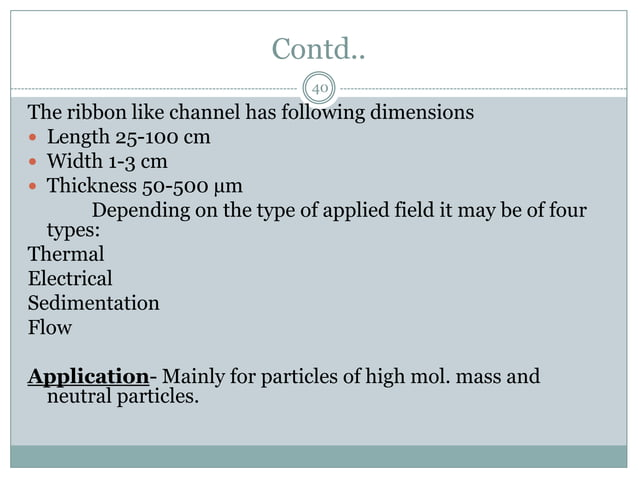 Contd..
40
The ribbon like channel has following dimensions
• Length 25-100 cm
• Width 1-3 cm
• Thickness 50-500 µm
Depending on the type of applied field it may be of four
types:
Thermal
Electrical
Sedimentation
Flow
Application- Mainly for particles of high mol. mass and
neutral particles.